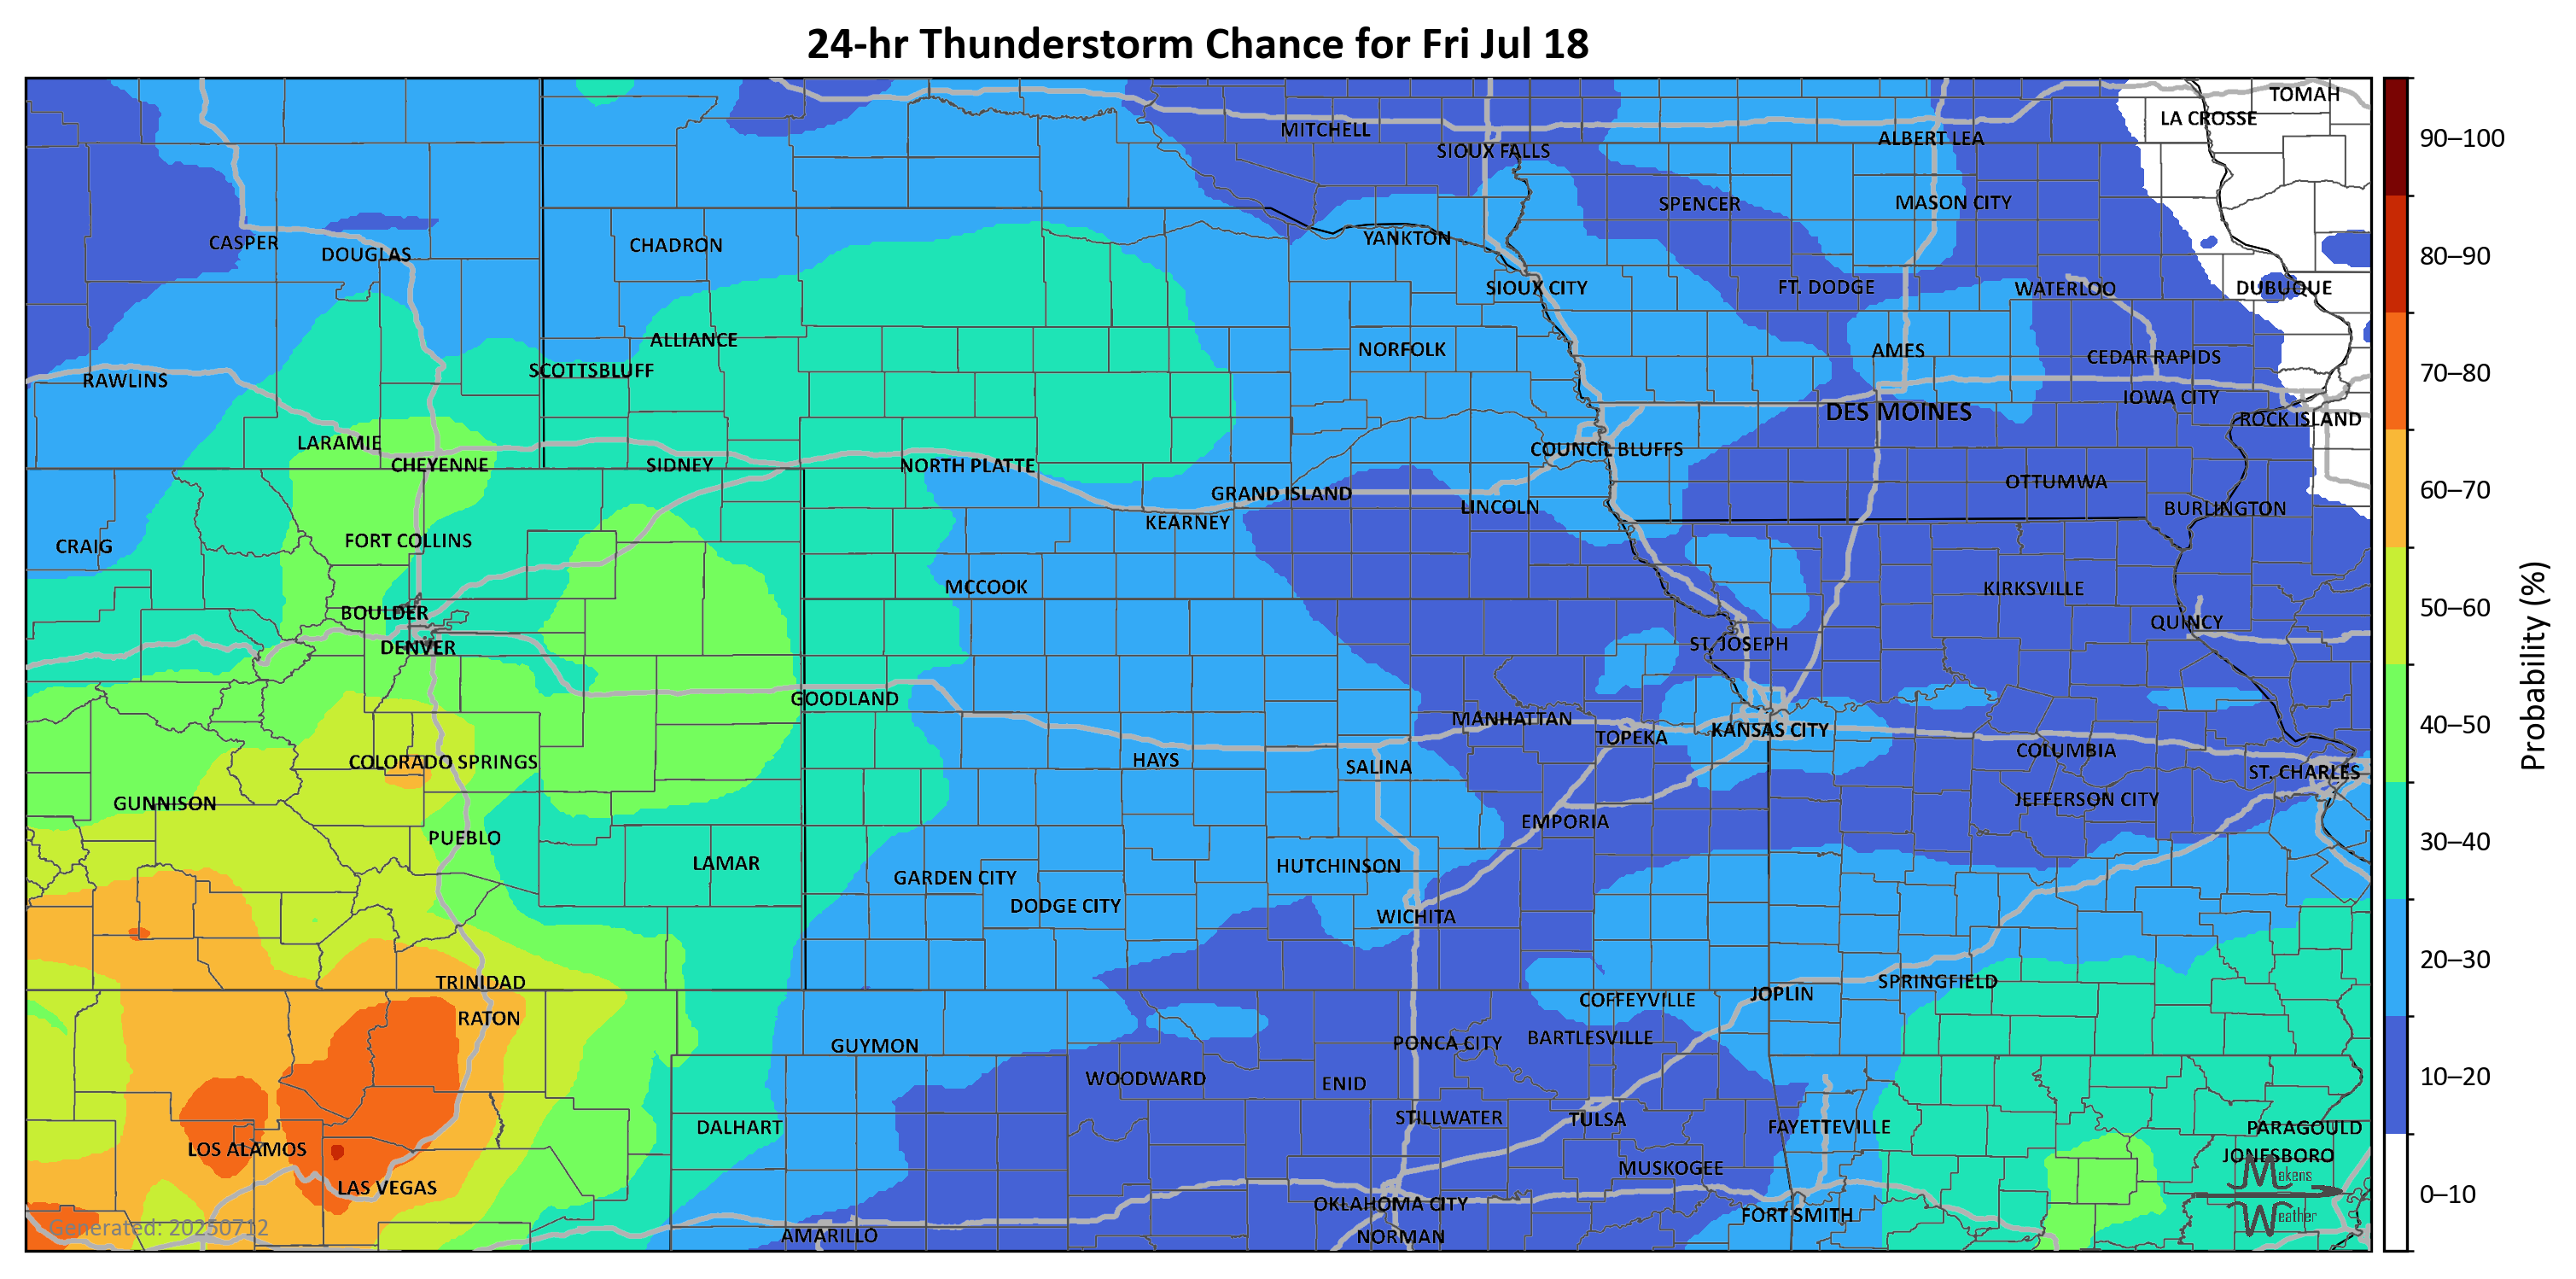 24-hr Thunderstorm Chance for Fri Jul 18
TOMAH
LA CROSSE
MITCHELL
ALBERT LEA
SIOUX FALLS
SPENCER
MASON CITY
CASPER
DOUGLAS
CHADRON
YANKTON
SIOUX CITY
FT. DODGE
WATERLOO
DUBUQUE
ALLIANCE
NORFOLK
AMES
CEDAR RAPIDS
RAWLINS
SCOTTSBLUFF
IOWA CITY
DES MOINES
ROCK ISLAND
LARAMIE
CHEYENNE
SIDNEY
NORTH PLATTE
COUNCIL BLUFFS
GRAND ISLAND
LINCOLN
OTTUMWA
BURLINGTON
KEARNEY
CRAIG
FORT COLLINS
MCCOOK
KIRKSVILLE
BOULDER
QUINCY
DENVER
ST. JOSEPH
GOODLAND
MANHATTAN
TOPEKA
KANSAS CITY
COLUMBIA
COLORADO SPRINGS
HAYS
SALINA
ST. CHARLES
GUNNISON
JEFFERSON CITY
PUEBLO
EMPORIA
LAMAR
GARDEN CITY
HUTCHINSON
DODGE CITY
WICHITA
TRINIDAD
SPRINGFIELD
COFFEYVILLE
JOPLIN
RATON
GUYMON
PONCA CITY
BARTLESVILLE
WOODWARD
ENID
DALHART
STILLWATER
TULSA
FAYETTEVILLE
PARAGOULD
LOS ALAMOS
JONESBORO
MUSKOGEE
LAS VEGAS
OKLAHOMA CITY
FORT SMITH
AMARILLO
NORMAN
Generated: 20250712
Makens
Weather
90–100
80–90
70–80
60–70
50–60
40–50
30–40
20–30
10–20
0–10
Probability (%)